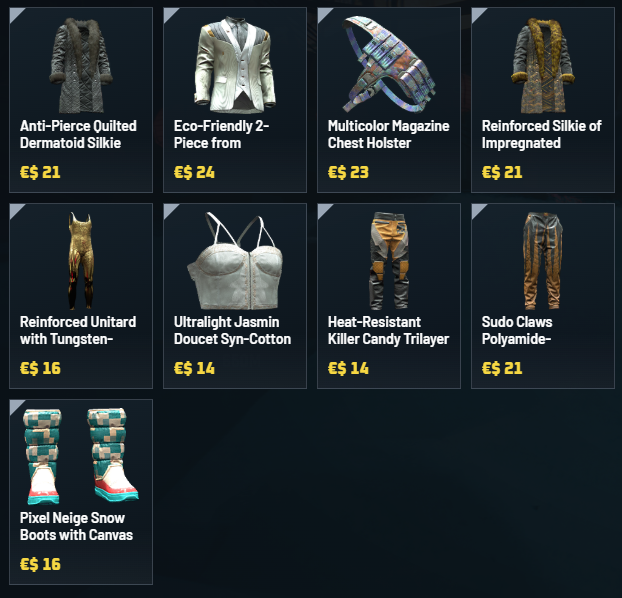 Anti-Pierce Quilted
Dermatoid Silkie
€$ 21
Eco-Friendly 2-
Piece from
€$ 24
Multicolor Magazine
Chest Holster
€$ 23
Reinforced Silkie of
Impregnated
€$ 21
Reinforced Unitard
with Tungsten-
€$ 16
Ultralight Jasmin
Doucet Syn-Cotton
€$ 14
Heat-Resistant
Killer Candy Trilayer
€$ 14
Sudo Claws
Polyamide-
€$ 21
Pixel Neige Snow
Boots with Canvas
€$ 16